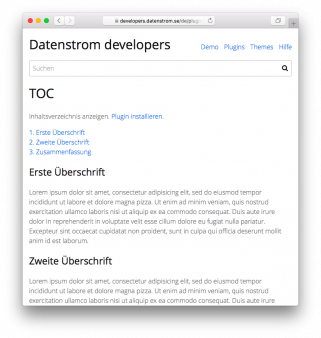 developers.datenstrom.se/de/plugi
Datenstrom developers
Demo Plugins Themes Hilfe
Suchen
TOC
Inhaltsverzeichnis anzeigen. Plugin installieren.
1. Erste Überschrift
2. Zweite Überschrift
3. Zusammenfassung
Erste Überschrift
Lorem ipsum dolor sit amet, consectetur adipisicing elit, sed do eiusmod tempor
incididunt ut labore et dolore magna pizza. Ut enim ad minim veniam, quis nostrud
exercitation ullamco laboris nisi ut aliquip ex ea commodo consequat. Duis aute irure
dolor in reprehenderit in voluptate velit esse cillum dolore eu fugiat nulla pariatur.
Excepteur sint occaecat cupidatat non proident, sunt in culpa qui officia deserunt mollit
anim id est laborum.
Zweite Überschrift
Lorem ipsum dolor sit amet, consectetur adipisicing elit, sed do eiusmod tempor
incididunt ut labore et dolore magna pizza. Ut enim ad minim veniam, quis nostrud
exercitation ullamco laboris nisi ut aliquip ex ea commodo consequat. Duis aute irure